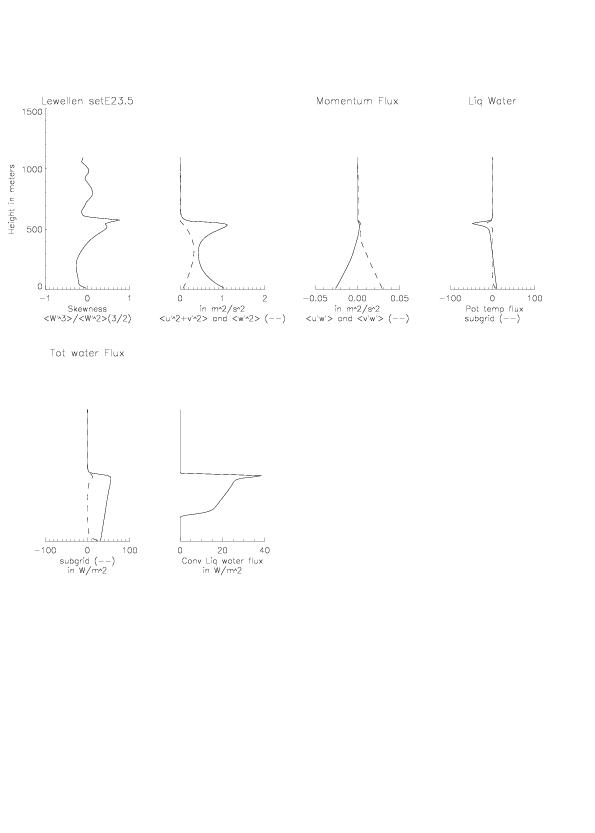 Lewellen setE23.5
Momentum Flux
Liq Water
1500
1000
500
0
Height in meters
-1 0 1
Skewness
<W'^3>/<W'^2>(3/2)
0 1 2
in m^2/s^2
<u'^2+v'^2> and <w'^2> (--)
-0.05 0.00 0.05
in m^2/s^2
<u'w'> and <v'w'> (--)
-100 0 100
Pot temp flux
subgrid (--)
Tot water Flux
-100 0 100
subgrid (--)
in W/m^2
0 20 40
Conv Liq water flux
in W/m^2